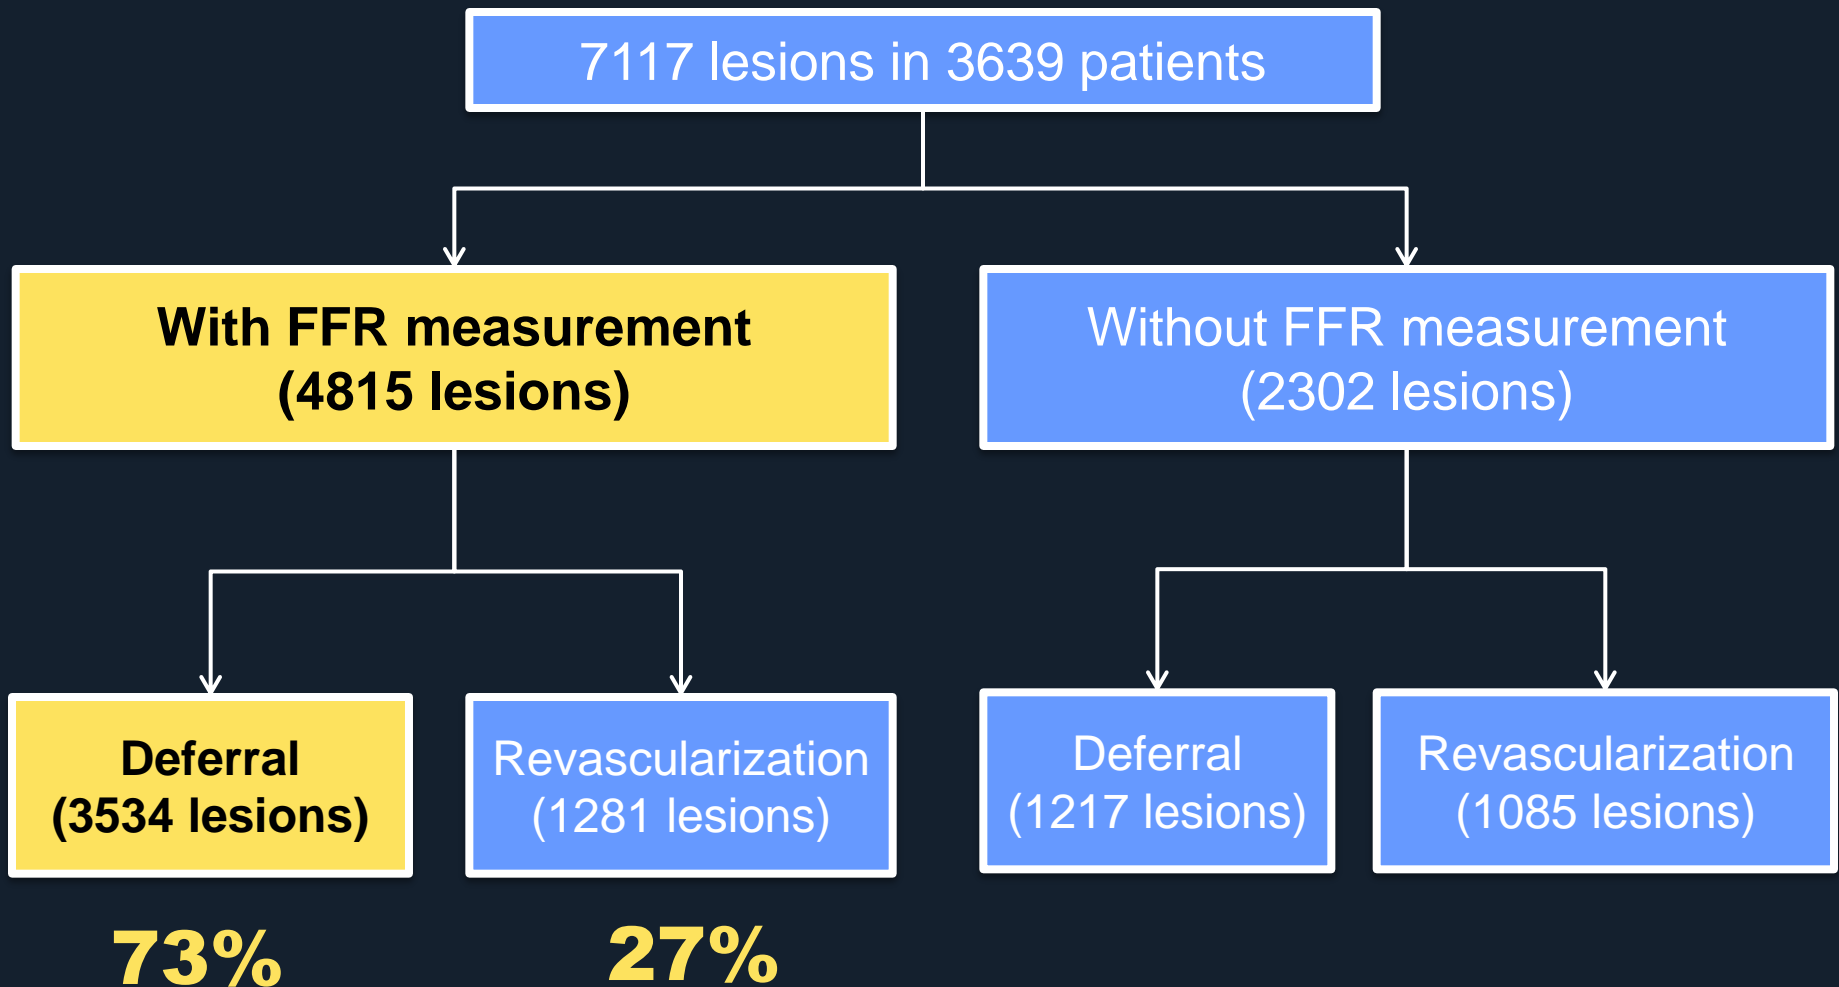 7117 lesions in 3639 patients
With FFR measurement
(4815 lesions)
Without FFR measurement
(2302 lesions)
Deferral
(3534 lesions)
Revascularization
(1281 lesions)
Deferral
(1217 lesions)
Revascularization
(1085 lesions)
73%
27%